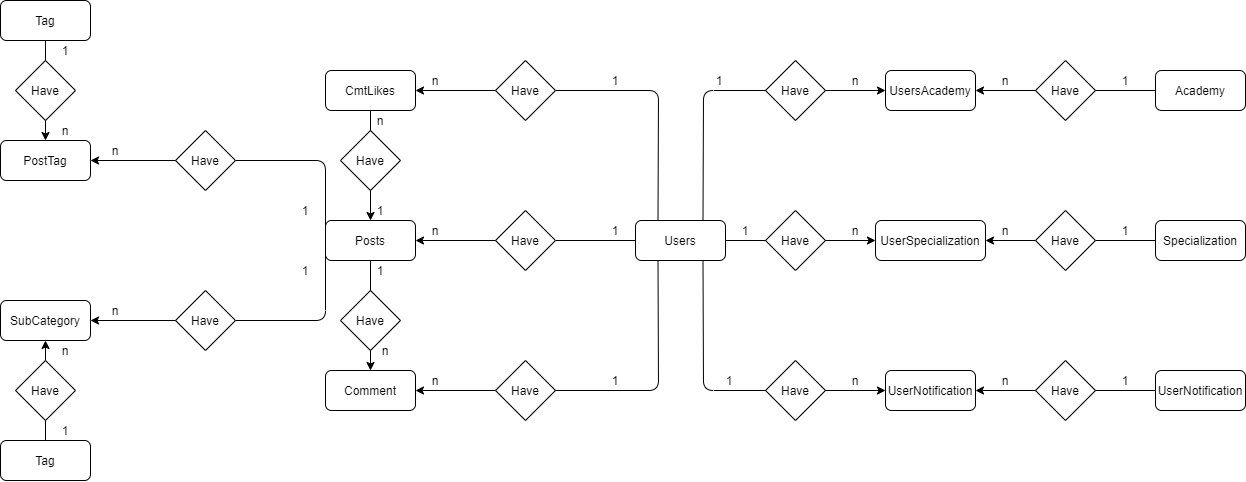 Tag
1
Have
n
PostTag
n
Have
1
CmtLikes
n
Have
1
n
Have
1
Posts
n
Have
1
Users
1
Have
n
UsersAcademy
n
Have
1
Academy
1
Have
n
UserSpecialization
n
Have
1
Specialization
1
SubCategory
n
Have
n
Have
1
Tag
1
Have
n
Comment
n
Have
1
1
Have
n
UserNotification
n
Have
1
UserNotification